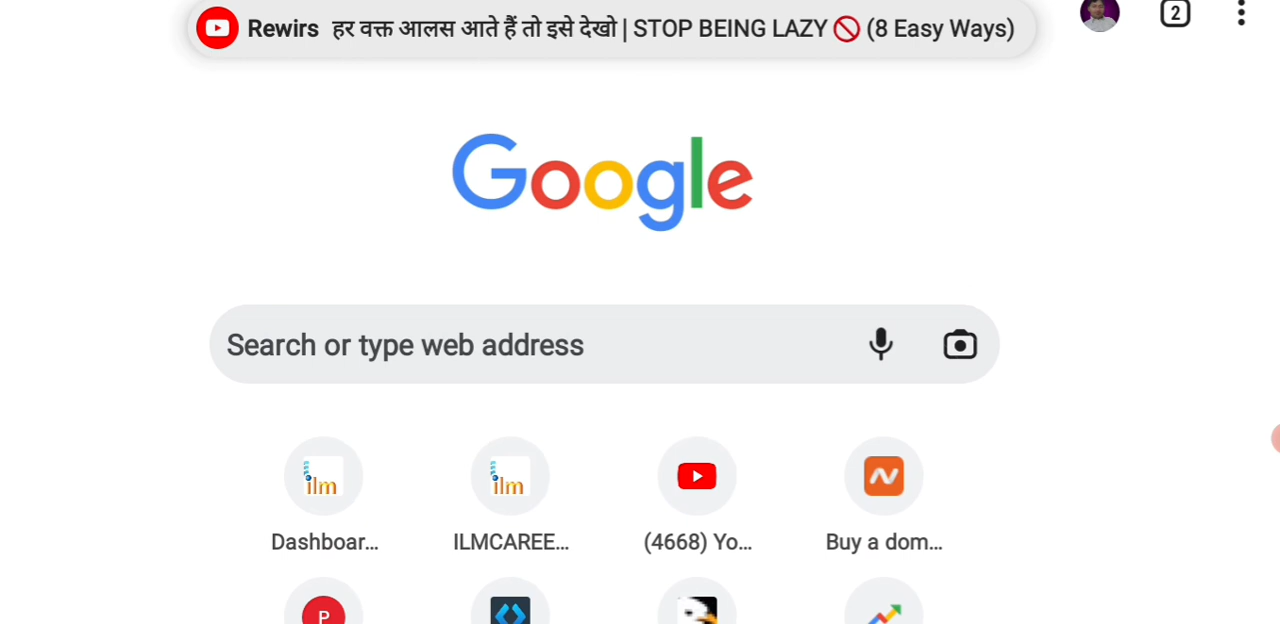 Rewirs हर वक्त आलस आते हैं तो इसे देखो | STOP BEING LAZY 🚫 (8 Easy Ways)
2
Google
Search or type web address
ilm ilm
Dashboar... ILMCAREE... (4668) Yo... Buy a dom...
P